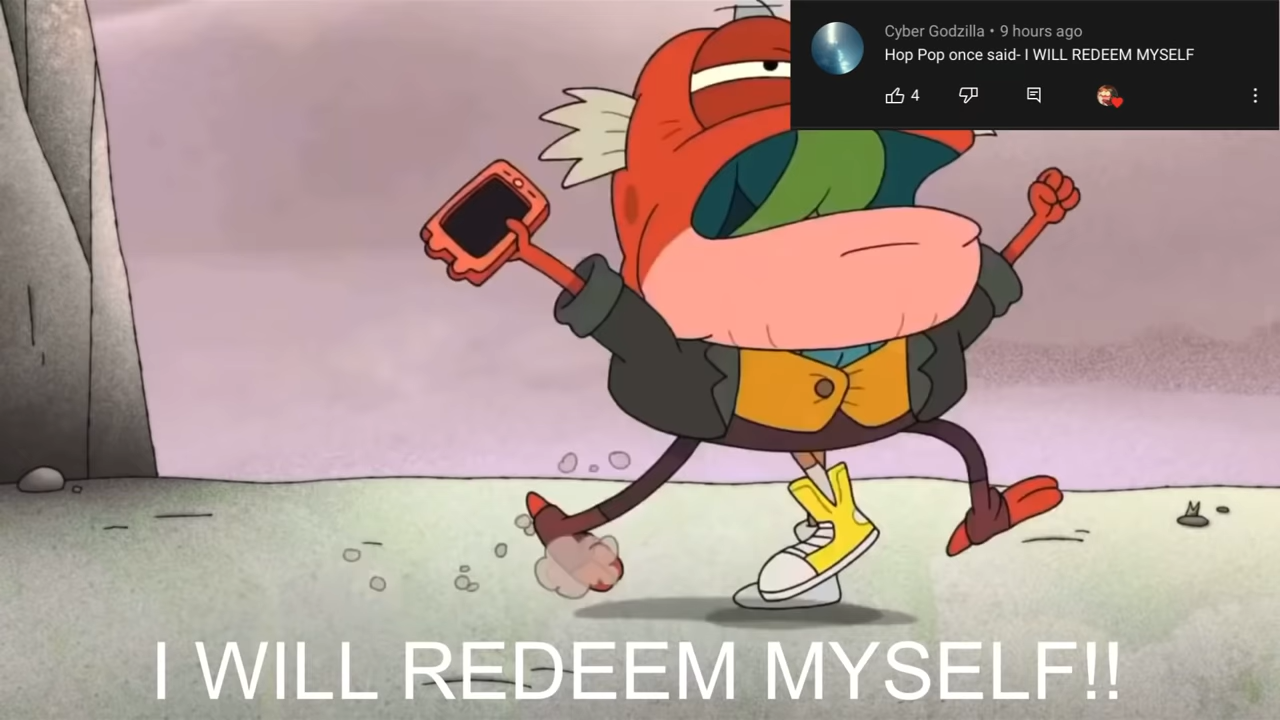 Cyber Godzilla • 9 hours ago
Hop Pop once said- I WILL REDEEM MYSELF
4
I WILL REDEEM MYSELF!!